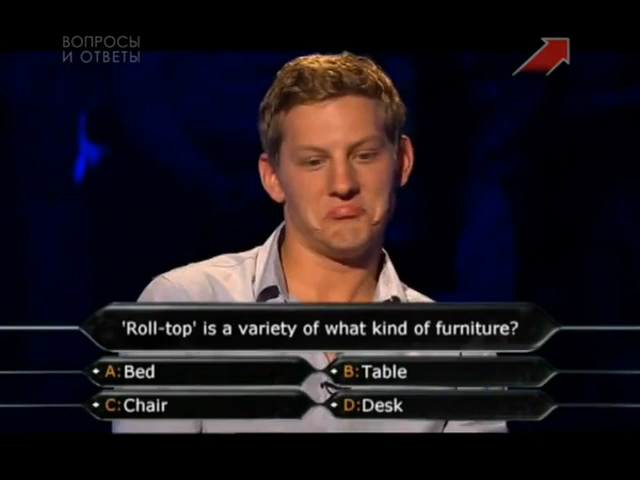 ВОПРОСЫ
И ОТВЕТЫ
'Roll-top' is a variety of what kind of furniture?
A: Bed
B: Table
C: Chair
D: Desk